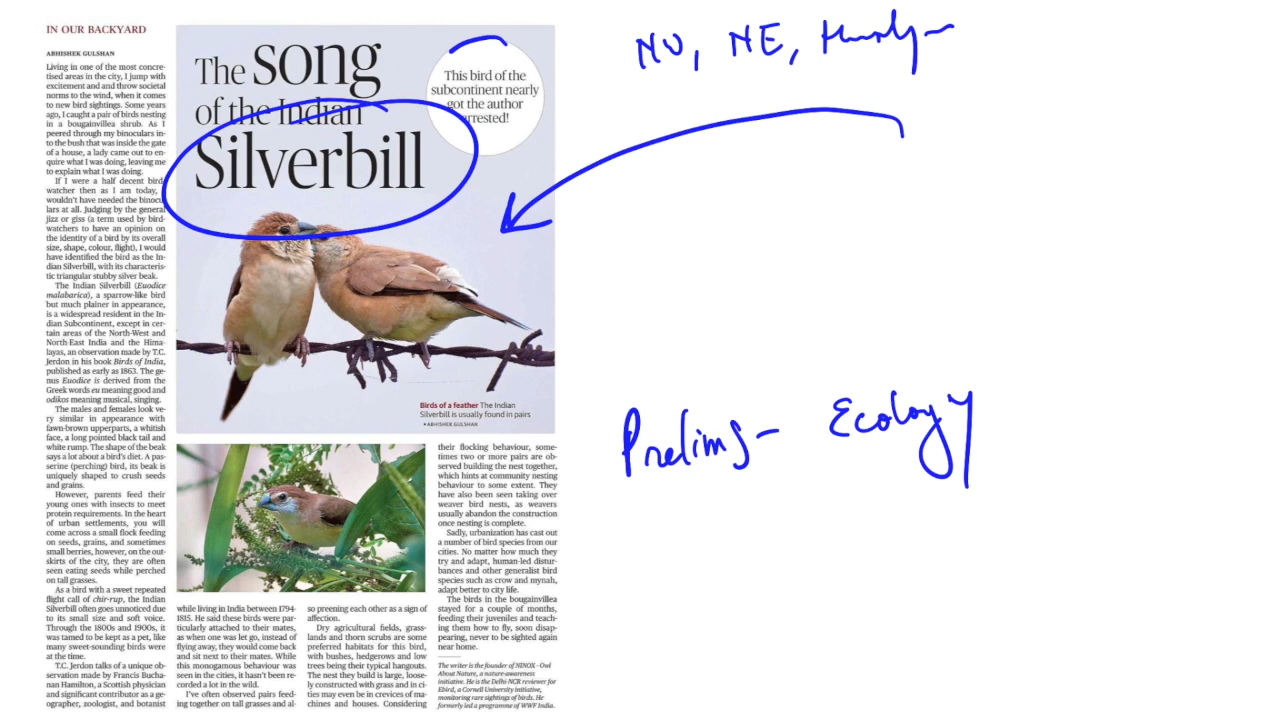 IN OUR BACKYARD
ABHISHEK GULSHAN
Living in one of the most concre-
tised areas in the city, I jump with
excitement and and throw societal
norms to the wind, when it comes
to new bird sightings. Some years
ago, I caught a pair of birds nesting
in a bougainvillea shrub. As I
peered through my binoculars in-
to the bush that was inside the gate
of a house, a lady came out to en-
quire what I was doing, leaving me
to explain what I was doing.
If I were a half decent bird-
watcher then as I am today,
wouldn't have needed the binocu-
lars at all. Judging by the general
jizz or giss (a term used by bird-
watchers to have an opinion on
the identity of a bird by its overall
size, shape, colour, flight), I would
have identified the bird as the In-
dian Silverbill, with its characteris-
tic triangular stubby silver beak.
The Indian Silverbill (Euodice
malabarica), a sparrow-like bird
but much plainer in appearance,
is a widespread resident in the In-
dian Subcontinent, except in cer-
tain areas of the North-West and
North-East India and the Hima-
layas, an observation made by T.C.
Jerdon in his book Birds of India,
published as early as 1863. The ge-
nus Euodice is derived from the
Greek words eu meaning good and
odikos meaning musical, singing.
The males and females look ve-
ry similar in appearance with
fawn-brown upperparts, a whitish
face, a long pointed black tail and
white rump. The shape of the beak
says a lot about a bird's diet. A pas-
serine (perching) bird, its beak is
uniquely shaped to crush seeds
and grains.
However, parents feed their
young ones with insects to meet
protein requirements. In the heart
of urban settlements, you will
come across a small flock feeding
on seeds, grains, and sometimes
small berries, however, on the out-
skirts of the city, they are often
seen eating seeds while perched
on tall grasses.
As a bird with a sweet repeated
flight call of chir-rup, the Indian
Silverbill often goes unnoticed due
to its small size and soft voice.
Through the 1800s and 1900s, it
was tamed to be kept as a pet, like
many sweet-sounding birds were
at the time.
T.C. Jerdon talks of a unique ob-
servation made by Francis Bucha-
nan Hamilton, a Scottish physician
and significant contributor as a ge-
ographer, zoologist, and botanist
The song
of the Indian
Silverbill
This bird of the
subcontinent nearly
got the author
arrested!
Birds of a feather The Indian
Silverbill is usually found in pairs
• ABHISHEK GULSHAN
while living in India between 1794-
1815. He said these birds were par-
ticularly attached to their mates,
as when one was let go, instead of
flying away, they would come back
and sit next to their mates. While
this monogamous behaviour was
seen in the cities, it hasn't been re-
corded a lot in the wild.
I've often observed pairs feed-
ing together on tall grasses and al-
so preening each other as a sign of
affection.
Dry agricultural fields, grass-
lands and thorn scrubs are some
preferred habitats for this bird,
with bushes, hedgerows and low
trees being their typical hangouts.
The nest they build is large, loose-
ly constructed with grass and in ci-
ties may even be in crevices of ma-
chines and houses. Considering
their flocking behaviour, some-
times two or more pairs are ob-
served building the nest together,
which hints at community nesting
behaviour to some extent. They
have also been seen taking over
weaver bird nests, as weavers
usually abandon the construction
once nesting is complete.
Sadly, urbanization has cast out
a number of bird species from our
cities. No matter how much they
try and adapt, human-led distur-
bances and other generalist bird
species such as crow and mynah,
adapt better to city life.
The birds in the bougainvillea
stayed for a couple of months,
feeding their juveniles and teach-
ing them how to fly, soon disap-
pearing, never to be sighted again
near home.
The writer is the founder of NINOX - Owl
About Nature, a nature-awareness
initiative. He is the Delhi-NCR reviewer for
Ebird, a Cornell University initiative,
monitoring rare sightings of birds. He
formerly led a programme of WWF India.
NW, NE,
Prelims - Ecology